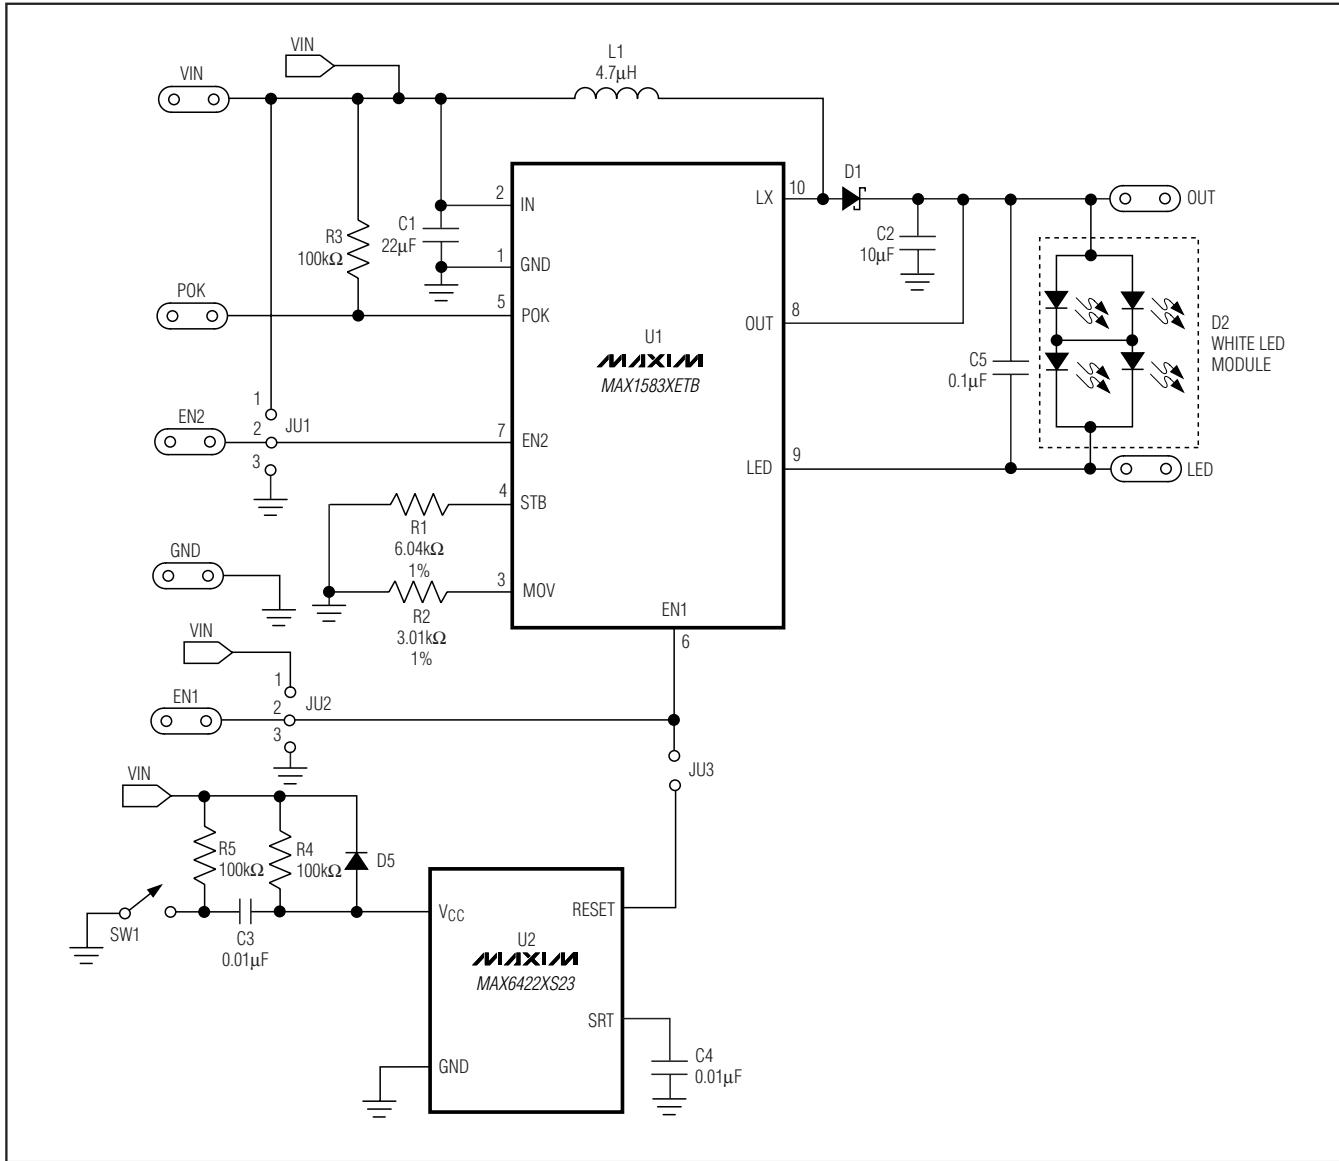 VIN
VIN
L1
4.7μH
2
IN
C1
22μF
1
GND
R3
100kΩ
POK
5
POK
LX
10
D1
OUT
C2
10μF
OUT
8
U1
MAXIM
MAX1583XETB
C5
0.1μF
D2
WHITE LED
MODULE
1
EN2
2
JU1
3
7
EN2
LED
9
LED
4
STB
R1
6.04kΩ
1%
GND
3
MOV
R2
3.01kΩ
1%
EN1
6
VIN
1
EN1
2
JU2
3
JU3
VIN
R5
100kΩ
R4
100kΩ
D5
SW1
C3
0.01μF
VCC
RESET
U2
MAXIM
MAX6422XS23
SRT
GND
C4
0.01μF